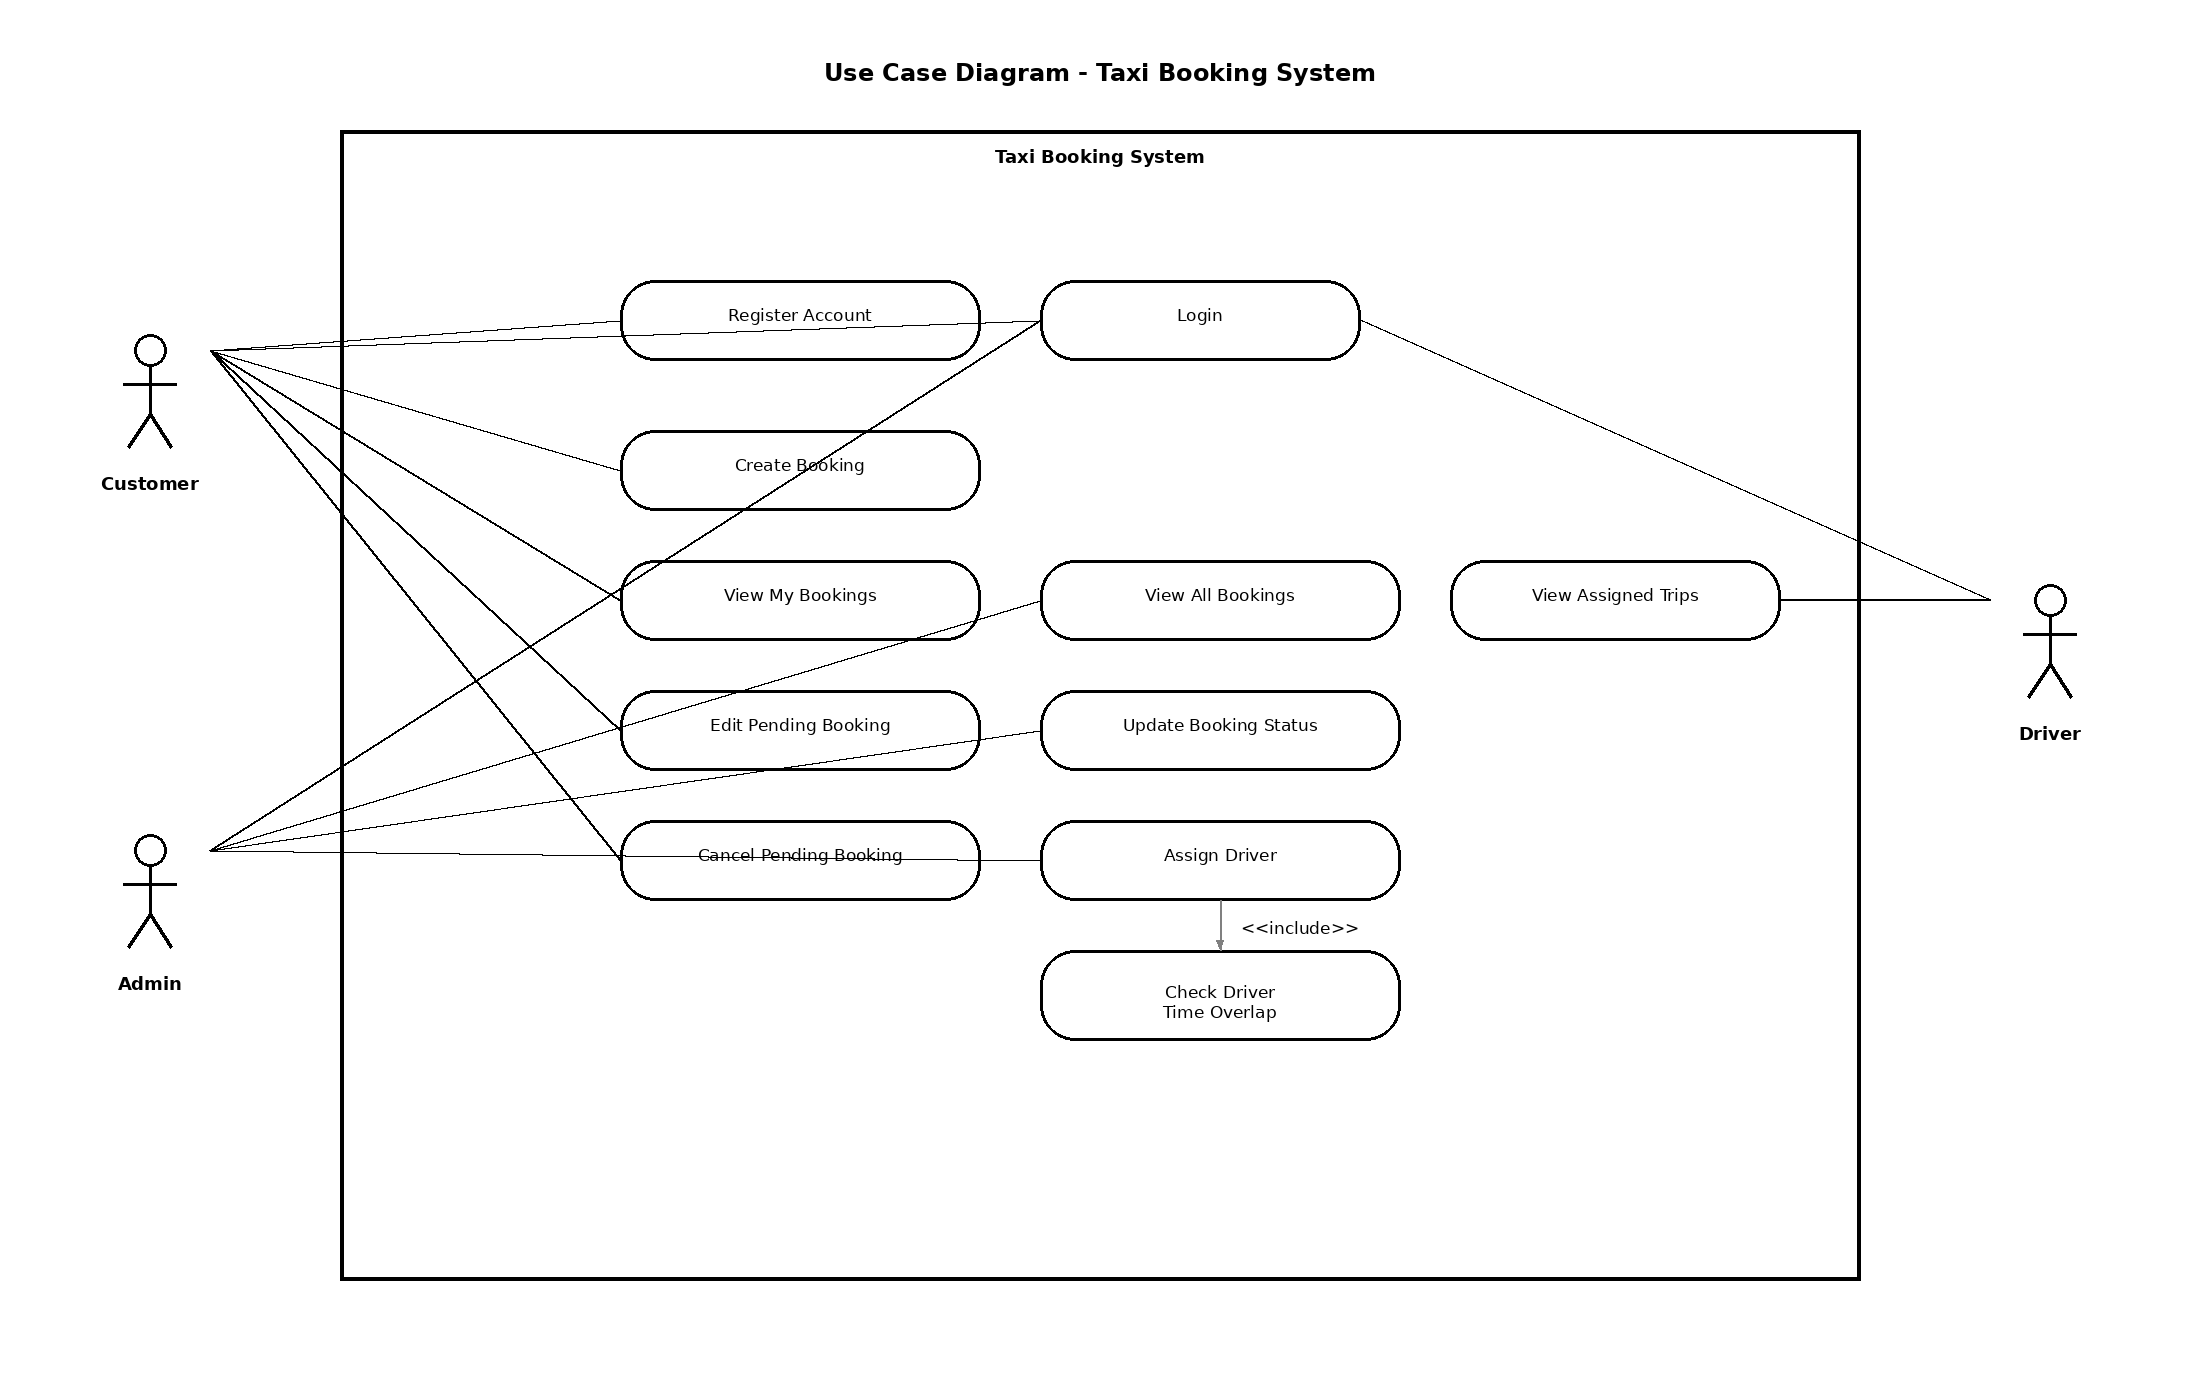 Use Case Diagram - Taxi Booking System
Taxi Booking System
Register Account
Login
Customer
Create Booking
View My Bookings
View All Bookings
View Assigned Trips
Edit Pending Booking
Update Booking Status
Driver
Cancel Pending Booking
Assign Driver
<<include>>
Admin
Check Driver
Time Overlap